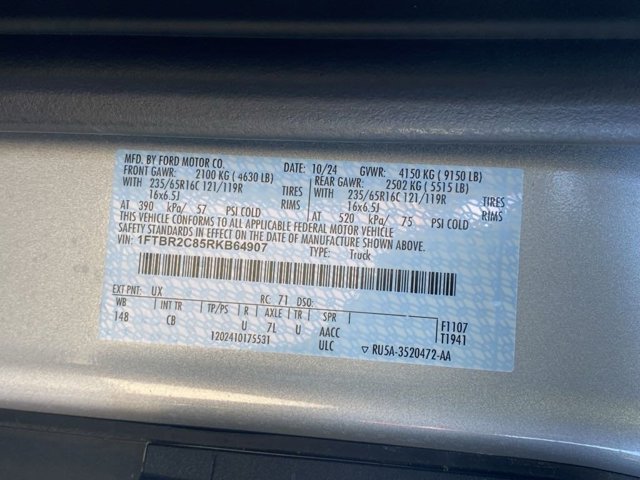 MFD. BY FORD MOTOR CO. DATE: 10/24 GVWR: 4150 KG ( 9150 LB)
FRONT GAWR: 2100 KG ( 4630 LB) REAR GAWR: 2502 KG ( 5515 LB)
WITH 235/65R16C 121/119R TIRES WITH 235/65R16C 121/119R TIRES
16x6.5J RIMS 16x6.5J RIMS
AT 390 kPa/ 57 PSI COLD AT 520 kPa/ 75 PSI COLD
THIS VEHICLE CONFORMS TO ALL APPLICABLE FEDERAL MOTOR VEHICLE
SAFETY STANDARDS IN EFFECT ON THE DATE OF MANUFACTURE SHOWN ABOVE.
VIN: 1FTBR2C85RKB64907 TYPE: Truck
EXT PNT: UX RC: 71 DSO:
WB INT TR TP/PS R AXLE TR SPR F1107
148 CB U 7L U AACC T1941
1202410175531 ULC ▽ RU5A-3520472-AA